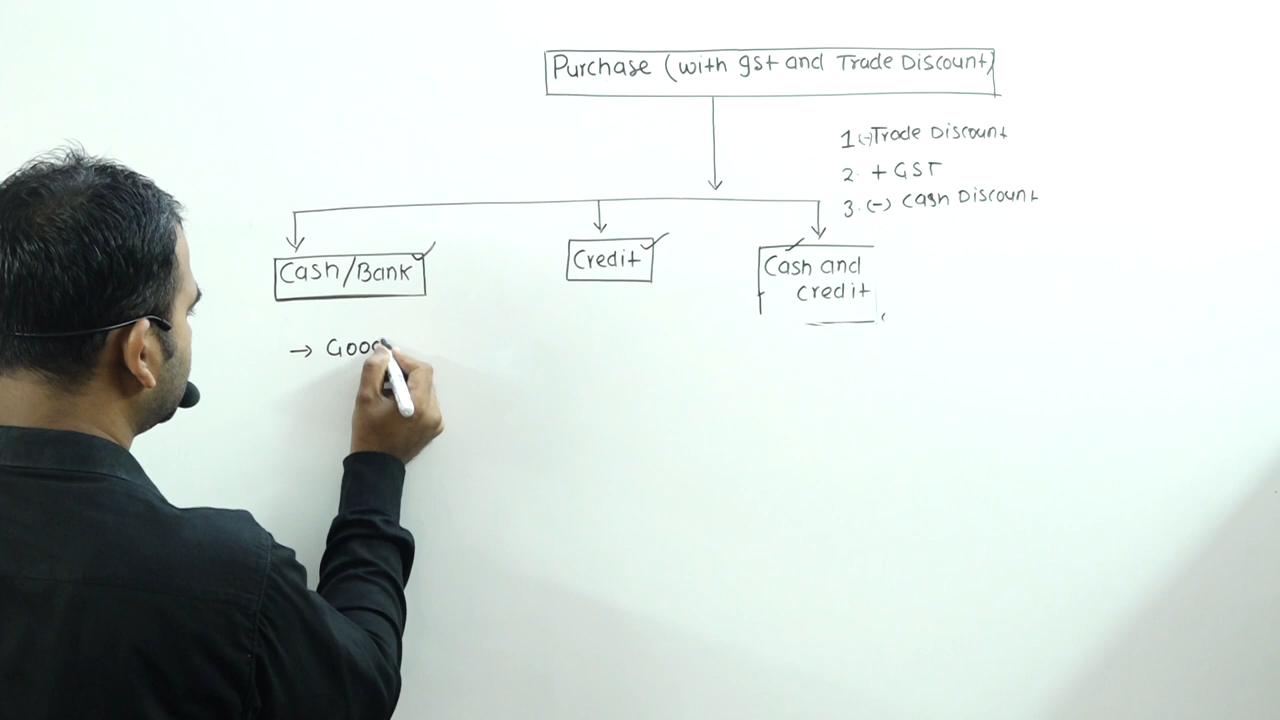 Purchase (with gst and Trade Discount)
1 (-) Trade Discount
2. + GST
3. (-) Cash Discount
Cash/Bank
Credit
Cash and
credit
→ Goo